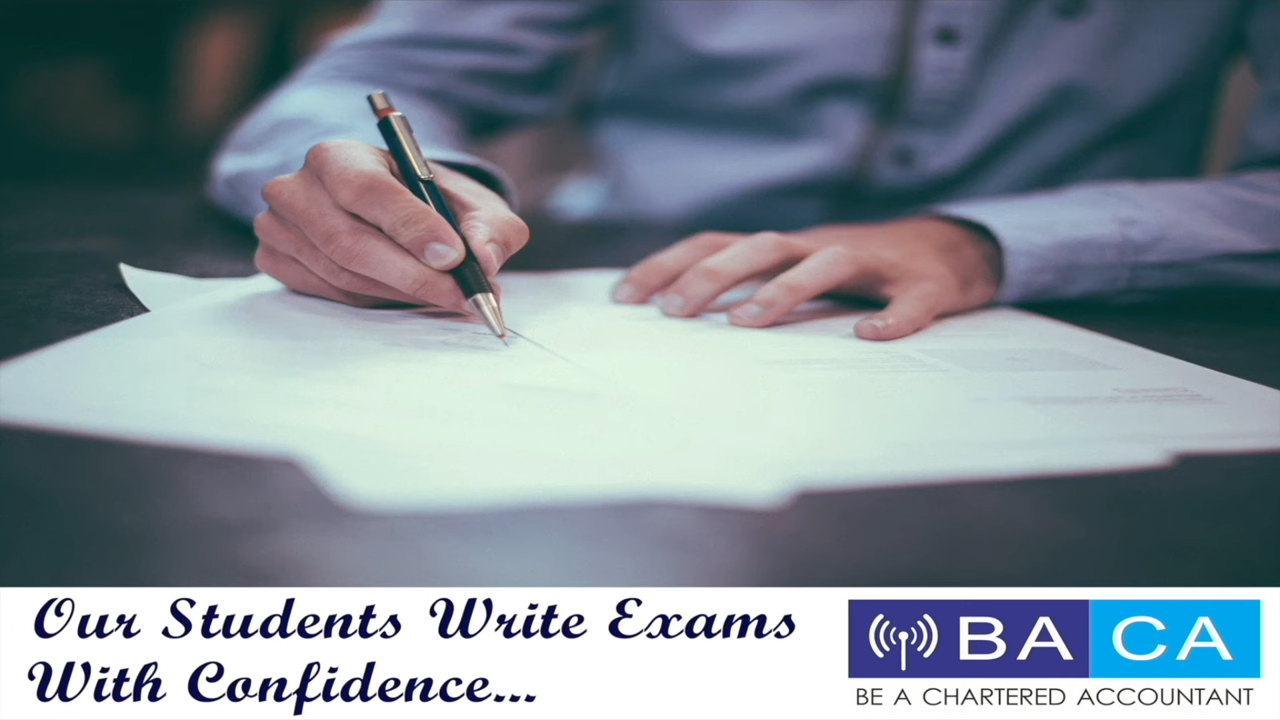 Our Students Write Exams
With Confidence...
BA CA
BE A CHARTERED ACCOUNTANT